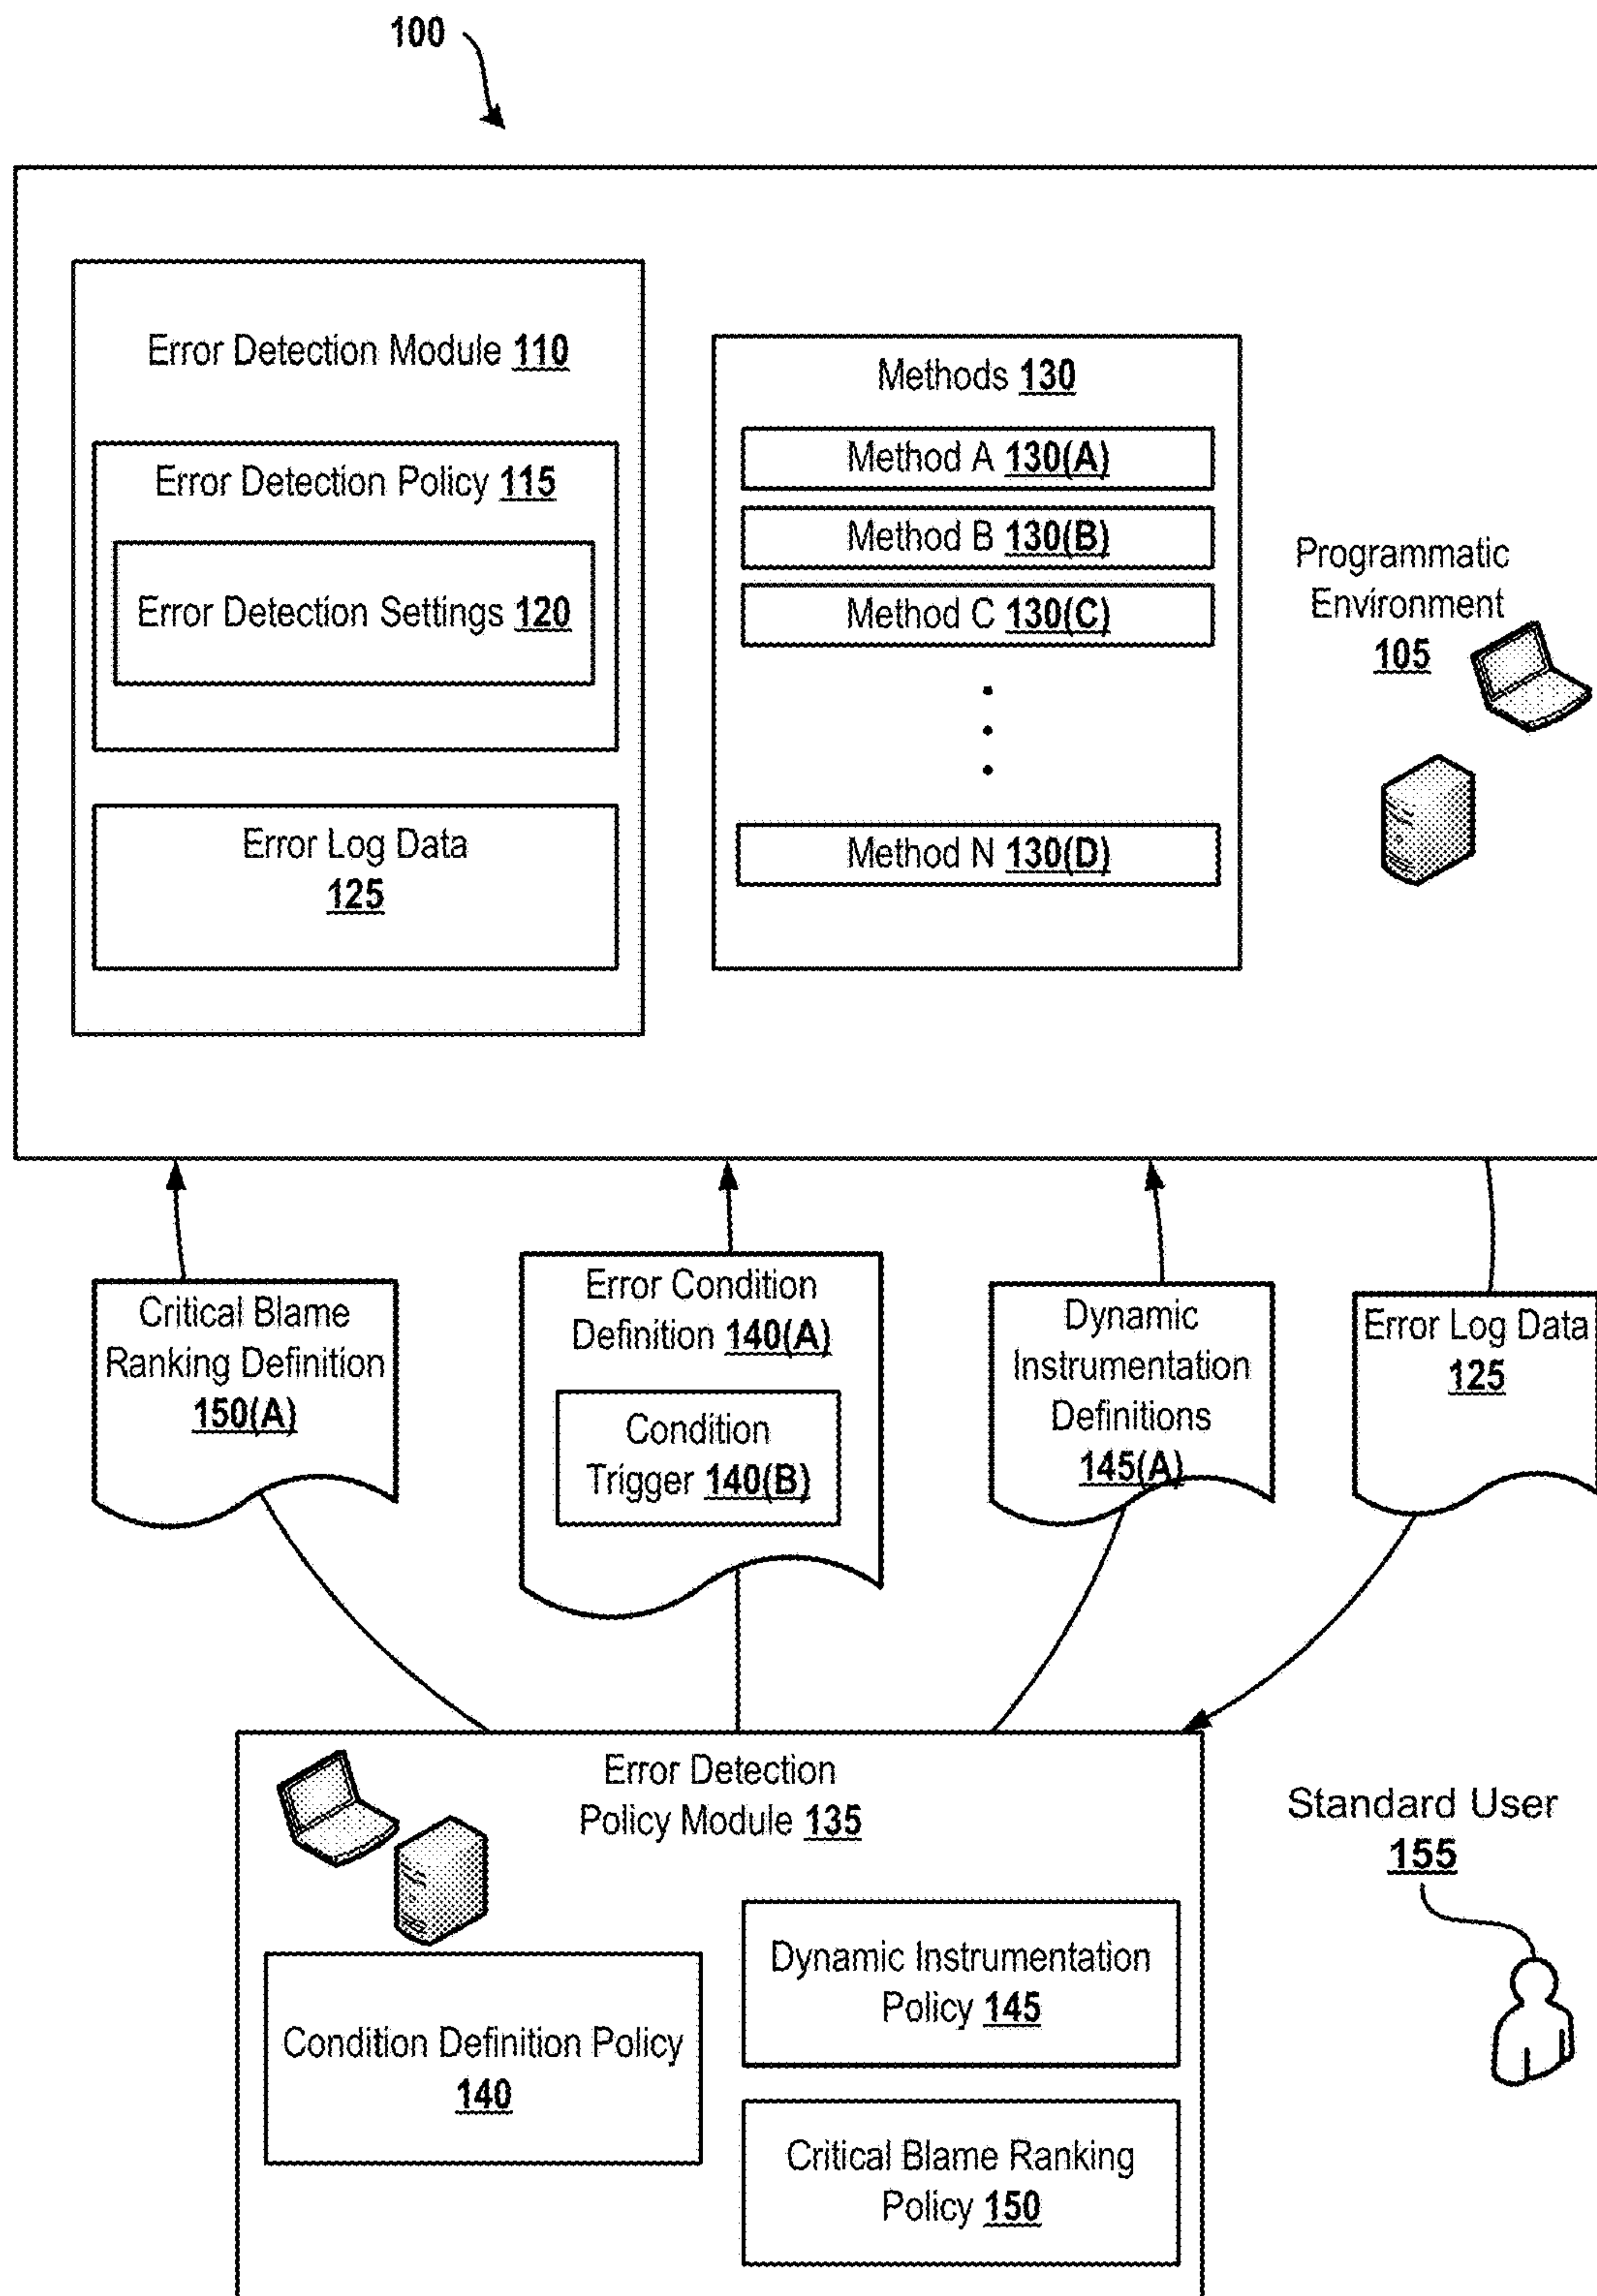 100
Error Detection Module 110
Error Detection Policy 115
Error Detection Settings 120
Error Log Data
125
Methods 130
Method A 130(A)
Method B 130(B)
Method C 130(C)
Method N 130(D)
Programmatic
Environment
105
Critical Blame
Ranking Definition
150(A)
Error Condition
Definition 140(A)
Condition
Trigger 140(B)
Dynamic
Instrumentation
Definitions
145(A)
Error Log Data
125
Error Detection
Policy Module 135
Condition Definition Policy
140
Dynamic Instrumentation
Policy 145
Critical Blame Ranking
Policy 150
Standard User
155